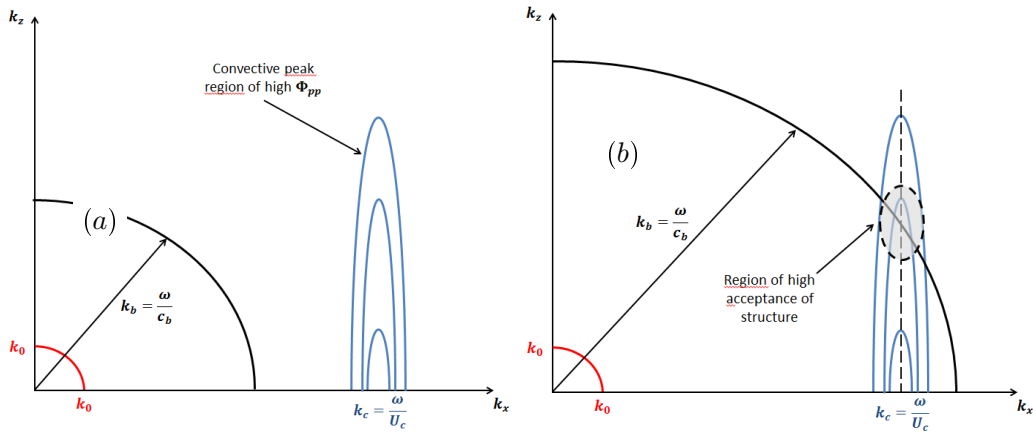 k_z
Convective peak
region of high Φ_pp
(a)
k_b = ω/c_b
k_0
k_0
k_c = ω/U_c
k_x
k_z
(b)
k_b = ω/c_b
Region of high
acceptance of
structure
k_0
k_0
k_c = ω/U_c
k_x